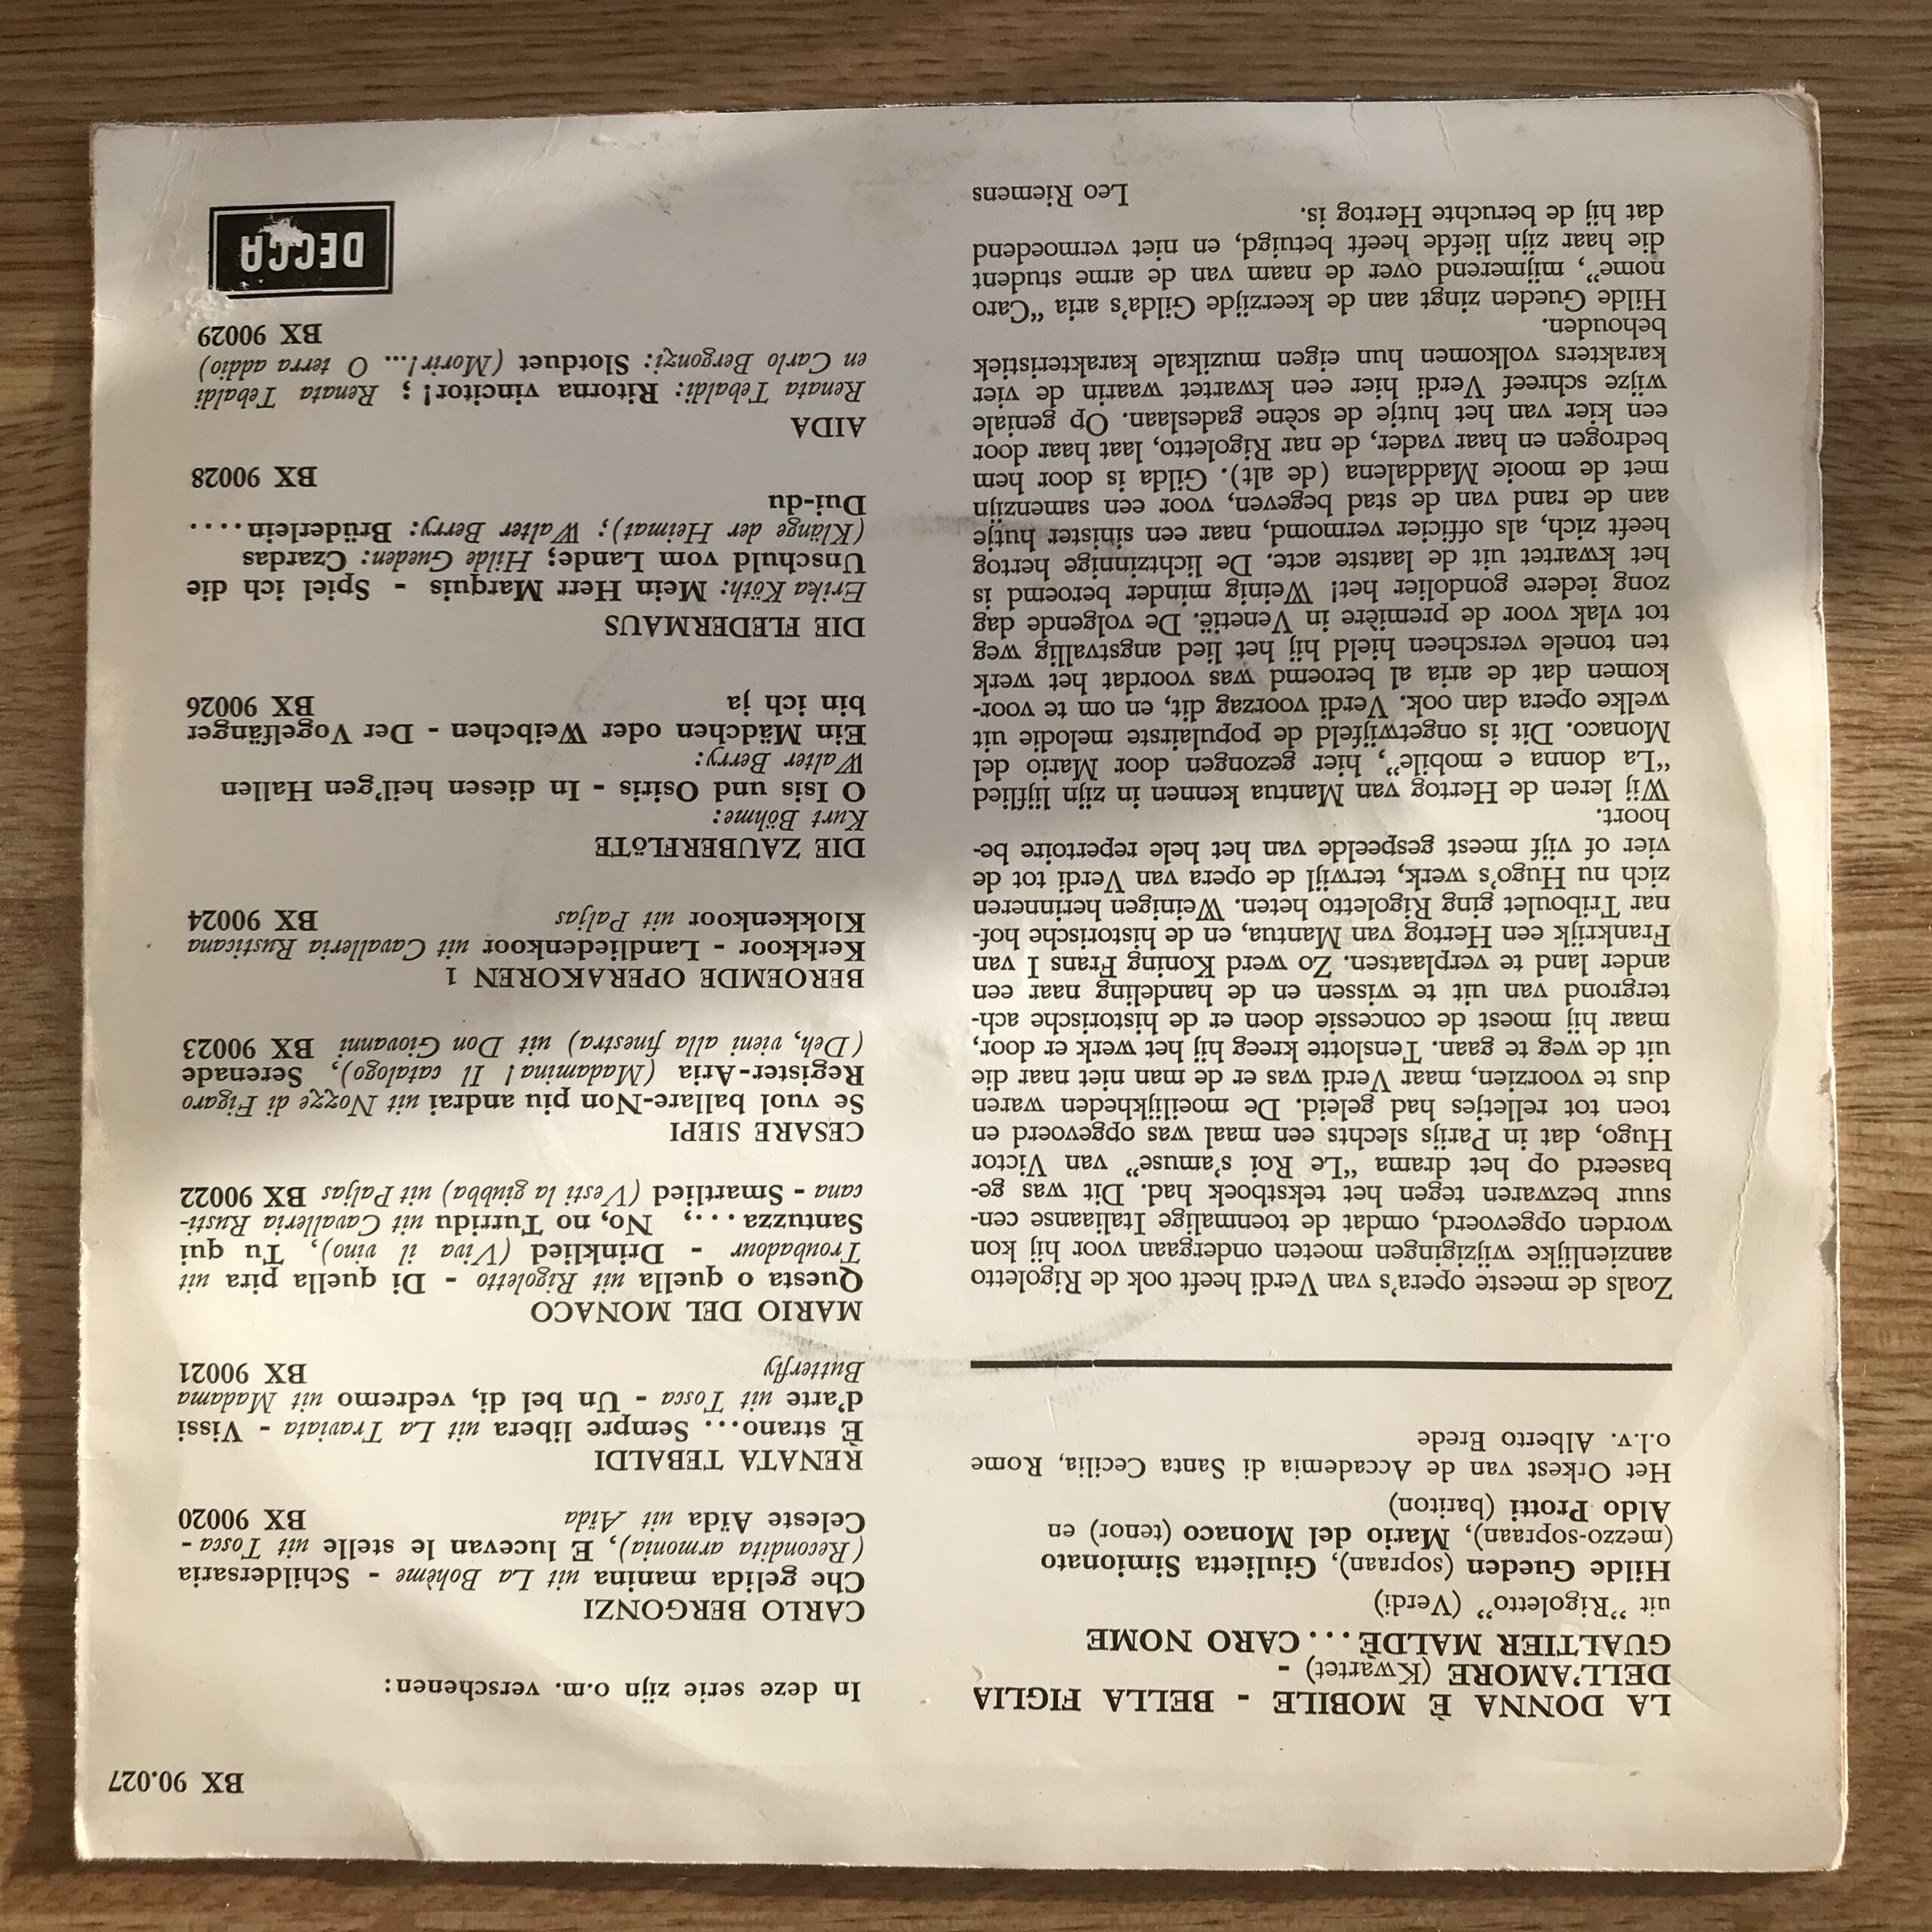 BX 90.027
LA DONNA È MOBILE - BELLA FIGLIA
DELL'AMORE (Kwartet) -
GUALTIER MALDÈ... CARO NOME
uit ”Rigoletto” (Verdi)
Hilde Gueden (sopraan), Giulietta Simionato
(mezzo-sopraan), Mario del Monaco (tenor) en
Aldo Protti (bariton)
Het Orkest van de Accademia di Santa Cecilia, Rome
o.l.v. Alberto Erede
Zoals de meeste opera's van Verdi heeft ook de Rigoletto
aanzienlijke wijzigingen moeten ondergaan voor hij kon
worden opgevoerd, omdat de toenmalige Italiaanse cen-
suur bezwaren tegen het tekstboek had. Dit was ge-
baseerd op het drama “Le Roi s'amuse” van Victor
Hugo, dat in Parijs slechts een maal was opgevoerd en
toen tot relletjes had geleid. De moeilijkheden waren
dus te voorzien, maar Verdi was er de man niet naar die
uit de weg te gaan. Tenslotte kreeg hij het werk er door,
maar hij moest de concessie doen er de historische ach-
tergrond van uit te wissen en de handeling naar een
ander land te verplaatsen. Zo werd Koning Frans I van
Frankrijk een Hertog van Mantua, en de historische hof-
nar Triboulet ging Rigoletto heten. Weinigen herinneren
zich nu Hugo's werk, terwijl de opera van Verdi tot de
vier of vijf meest gespeelde van het hele repertoire be-
hoort.
Wij leren de Hertog van Mantua kennen in zijn lijflied
“La donna e mobile”, hier gezongen door Mario del
Monaco. Dit is ongetwijfeld de populairste melodie uit
welke opera dan ook. Verdi voorzag dit, en om te voor-
komen dat de aria al beroemd was voordat het werk
ten tonele verscheen hield hij het lied angstvallig weg
tot vlak voor de première in Venetië. De volgende dag
zong iedere gondolier het! Weinig minder beroemd is
het kwartet uit de laatste acte. De lichtzinnige hertog
heeft zich, als officier vermomd, naar een sinister hutje
aan de rand van de stad begeven, voor een samenzijn
met de mooie Maddalena (de alt). Gilda is door hem
bedrogen en haar vader, de nar Rigoletto, laat haar door
een kier van het hutje de scène gadeslaan. Op geniale
wijze schreef Verdi hier een kwartet waarin de vier
karakters volkomen hun eigen muzikale karakteristiek
behouden.
Hilde Gueden zingt aan de keerzijde Gilda's aria “Caro
nome”, mijmerend over de naam van de arme student
die haar zijn liefde heeft betuigd, en niet vermoedend
dat hij de beruchte Hertog is.
Leo Riemens
In deze serie zijn o.m. verschenen:
CARLO BERGONZI
Che gelida manina uit La Bohème - Schildersaria
(Recondita armonia), E lucevan le stelle uit Tosca -
Celeste Aïda uit Aïda BX 90020
RENATA TEBALDI
È strano... Sempre libera uit La Traviata - Vissi
d'arte uit Tosca - Un bel di, vedremo uit Madama
Butterfly BX 90021
MARIO DEL MONACO
Questa o quella uit Rigoletto - Di quella pira uit
Troubadour - Drinklied (Viva il vino), Tu qui
Santuzza..., No, no Turridu uit Cavalleria Rusti-
cana - Smartlied (Vesti la giubba) uit Paljas BX 90022
CESARE SIEPI
Se vuol ballare-Non piu andrai uit Nozze di Figaro
Register-Aria (Madamina! Il catalogo), Serenade
(Deh, vieni alla finestra) uit Don Giovanni BX 90023
BEROEMDE OPERAKOREN 1
Kerkkoor - Landliedenkoor uit Cavalleria Rusticana
Klokkenkoor uit Paljas BX 90024
DIE ZAUBERFLöTE
Kurt Böhme:
O Isis und Osiris - In diesen heil'gen Hallen
Walter Berry:
Ein Mädchen oder Weibchen - Der Vogelfänger
bin ich ja BX 90026
DIE FLEDERMAUS
Erika Köth: Mein Herr Marquis - Spiel ich die
Unschuld vom Lande; Hilde Gueden: Czardas
(Klänge der Heimat); Walter Berry: Brüderlein....
Dui-du BX 90028
AIDA
Renata Tebaldi: Ritorna vincitor! ; Renata Tebaldi
en Carlo Bergonzi: Slotduet (Morir!... O terra addio)
BX 90029
DECCA